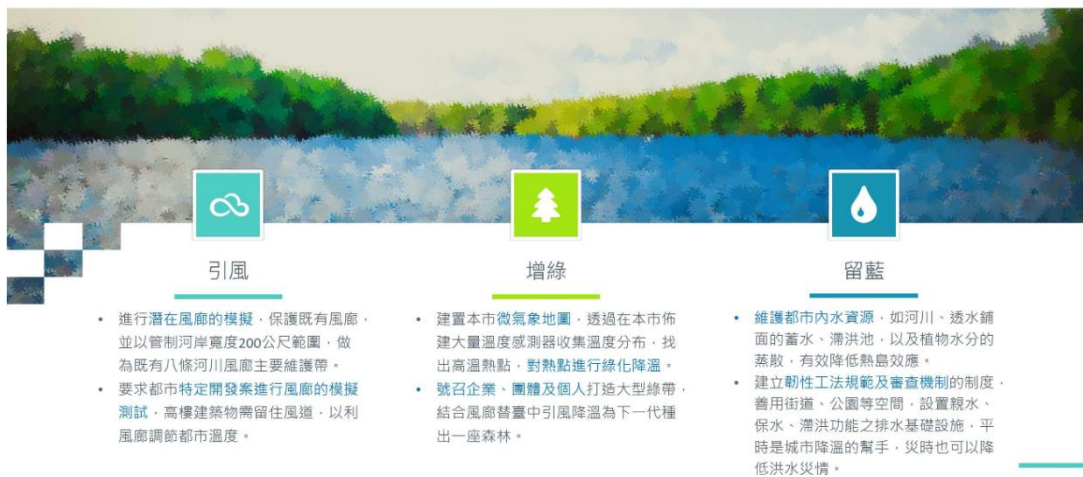 引風
• 進行潛在風廊的模擬，保護既有風廊，
並以管制河岸寬度200公尺範圍，做
為既有八條河川風廊主要維護帶。
• 要求都市特定開發案進行風廊的模擬
測試，高樓建築物需留住風道，以利
風廊調節都市溫度。
增綠
• 建置本市微氣象地圖，透過在本市佈
建大量溫度感測器收集溫度分布，找
出高溫熱點，對熱點進行綠化降溫。
• 號召企業、團體及個人打造大型綠帶，
結合風廊替臺中引風降溫為下一代種
出一座森林。
留藍
• 維護都市內水資源，如河川、透水鋪
面的蓄水、滯洪池，以及植物水分的
蒸散，有效降低熱島效應。
• 建立韌性工法規範及審查機制的制度，
善用街道、公園等空間，設置親水、
保水、滯洪功能之排水基礎設施，平
時是城市降溫的幫手，災時也可以降
低洪水災情。